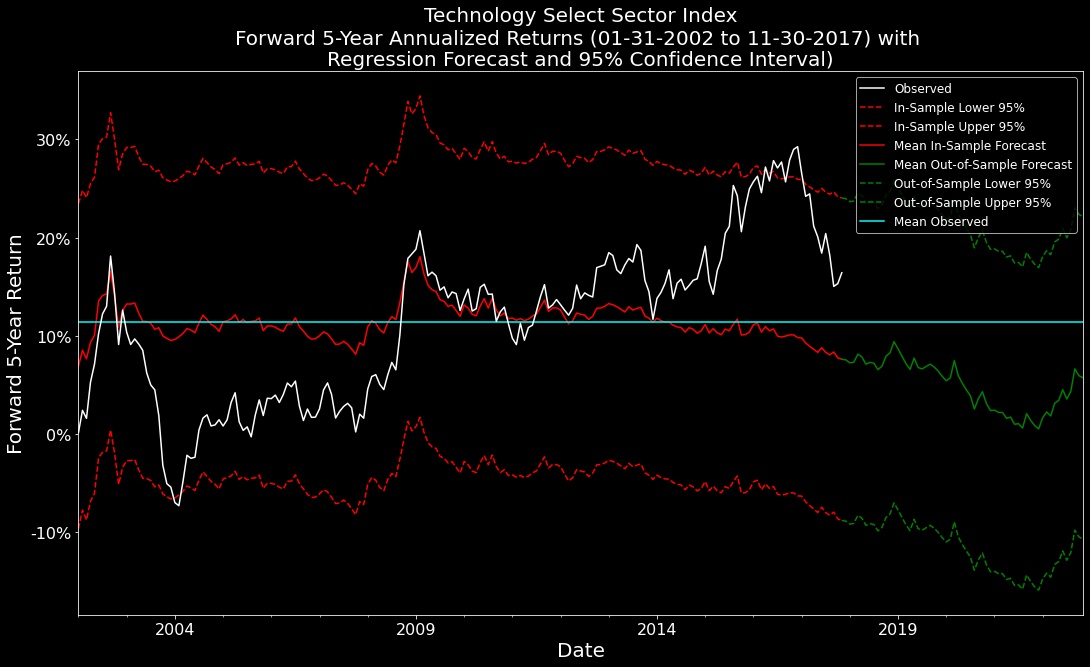 Technology Select Sector Index
Forward 5-Year Annualized Returns (01-31-2002 to 11-30-2017) with
Regression Forecast and 95% Confidence Interval)
Observed
In-Sample Lower 95%
In-Sample Upper 95%
Mean In-Sample Forecast
Mean Out-of-Sample Forecast
Out-of-Sample Lower 95%
Out-of-Sample Upper 95%
Mean Observed
Forward 5-Year Return
30%
20%
10%
0%
-10%
2004
2009
2014
2019
Date